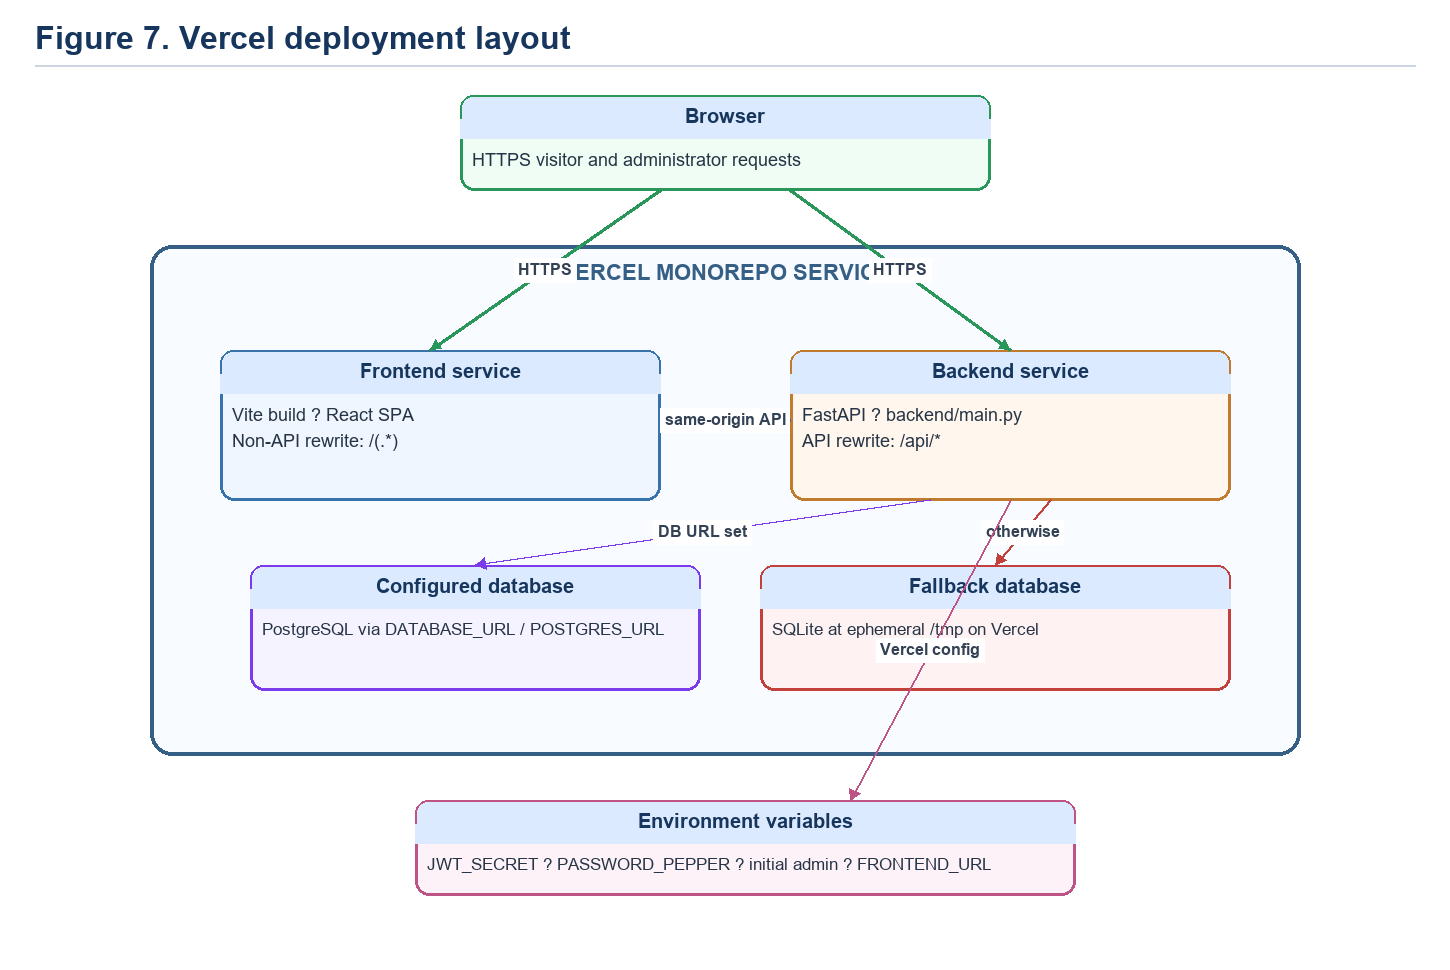 Figure 7. Vercel deployment layout
Browser
HTTPS visitor and administrator requests
HTTPS
ERCEL MONOREPO SERVIC
HTTPS
Frontend service
Vite build ? React SPA
Non-API rewrite: /(.*)
same-origin API
Backend service
FastAPI ? backend/main.py
API rewrite: /api/*
DB URL set
otherwise
Configured database
PostgreSQL via DATABASE_URL / POSTGRES_URL
Fallback database
SQLite at ephemeral /tmp on Vercel
Vercel config
Environment variables
JWT_SECRET ? PASSWORD_PEPPER ? initial admin ? FRONTEND_URL